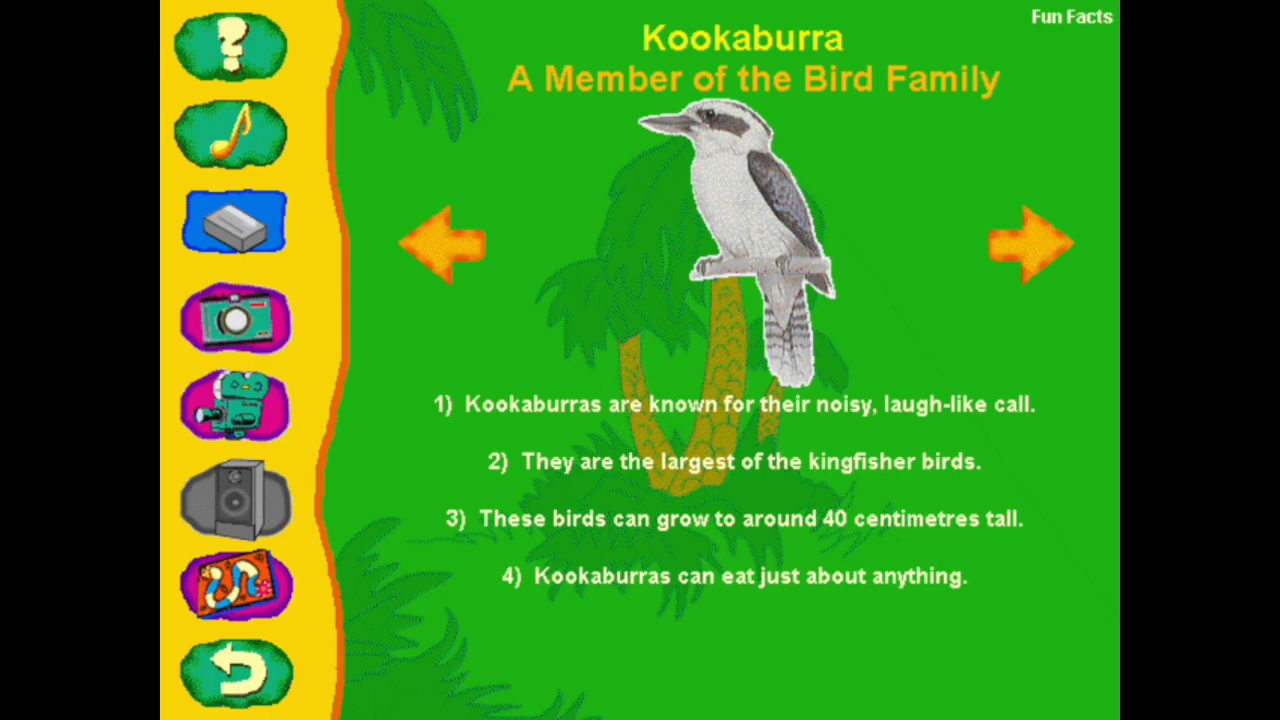 Fun Facts
Kookaburra
A Member of the Bird Family
1) Kookaburras are known for their noisy, laugh-like call.
2) They are the largest of the kingfisher birds.
3) These birds can grow to around 40 centimetres tall.
4) Kookaburras can eat just about anything.